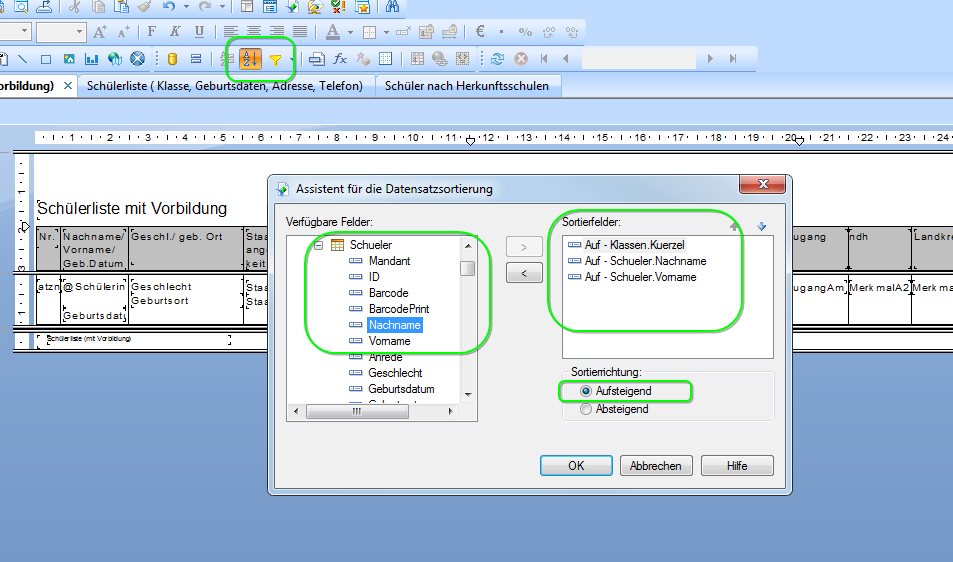 F K U
A
€ %
fx
orbildung) × Schülerliste ( Klasse, Geburtsdaten, Adresse, Telefon) Schüler nach Herkunftsschulen
1 2 3 4 5 6 7 8 9 10 11 12 13 14 15 16 17 18 19 20 21 22 23 24
Schülerliste mit Vorbildung
Nr. Nachname/ Geschl./ geb. Ort Staa ugang ndh Landkre
Vorname/ ang
Geb.Datum keit
atzn @Schülerin Geschlecht Staa ugangAm MerkmalA2 Merkma
Geburtsort Staa
Geburtsdatu
Schülerliste (mit Vorbildung)
Assistent für die Datensatzsortierung
Verfügbare Felder:
Schueler
Mandant
ID
Barcode
BarcodePrint
Nachname
Vorname
Anrede
Geschlecht
Geburtsdatum
>
<
Sortierfelder:
Auf - Klassen.Kuerzel
Auf - Schueler.Nachname
Auf - Schueler.Vorname
Sortierrichtung:
Aufsteigend
Absteigend
OK Abbrechen Hilfe